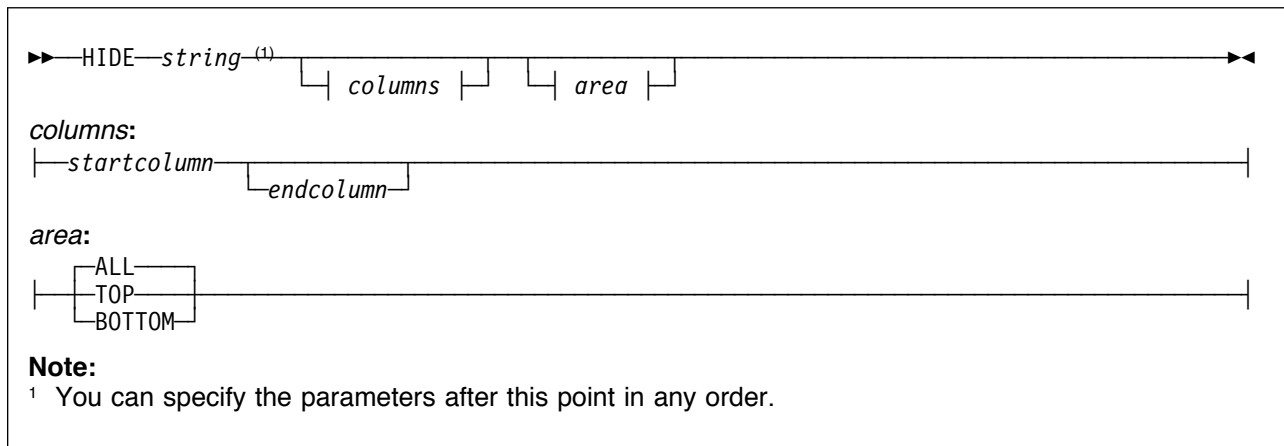 ►►──HIDE──string─(1)─┬─────────────┬──┬──────────┬──►◄
└─┤ columns ├─┘ └─┤ area ├─┘
columns:
├──startcolumn──┬───────────┬──┤
└─endcolumn─┘
area:
┌─ALL────┐
├──┼─TOP────┼──┤
└─BOTTOM─┘
Note:
1 You can specify the parameters after this point in any order.